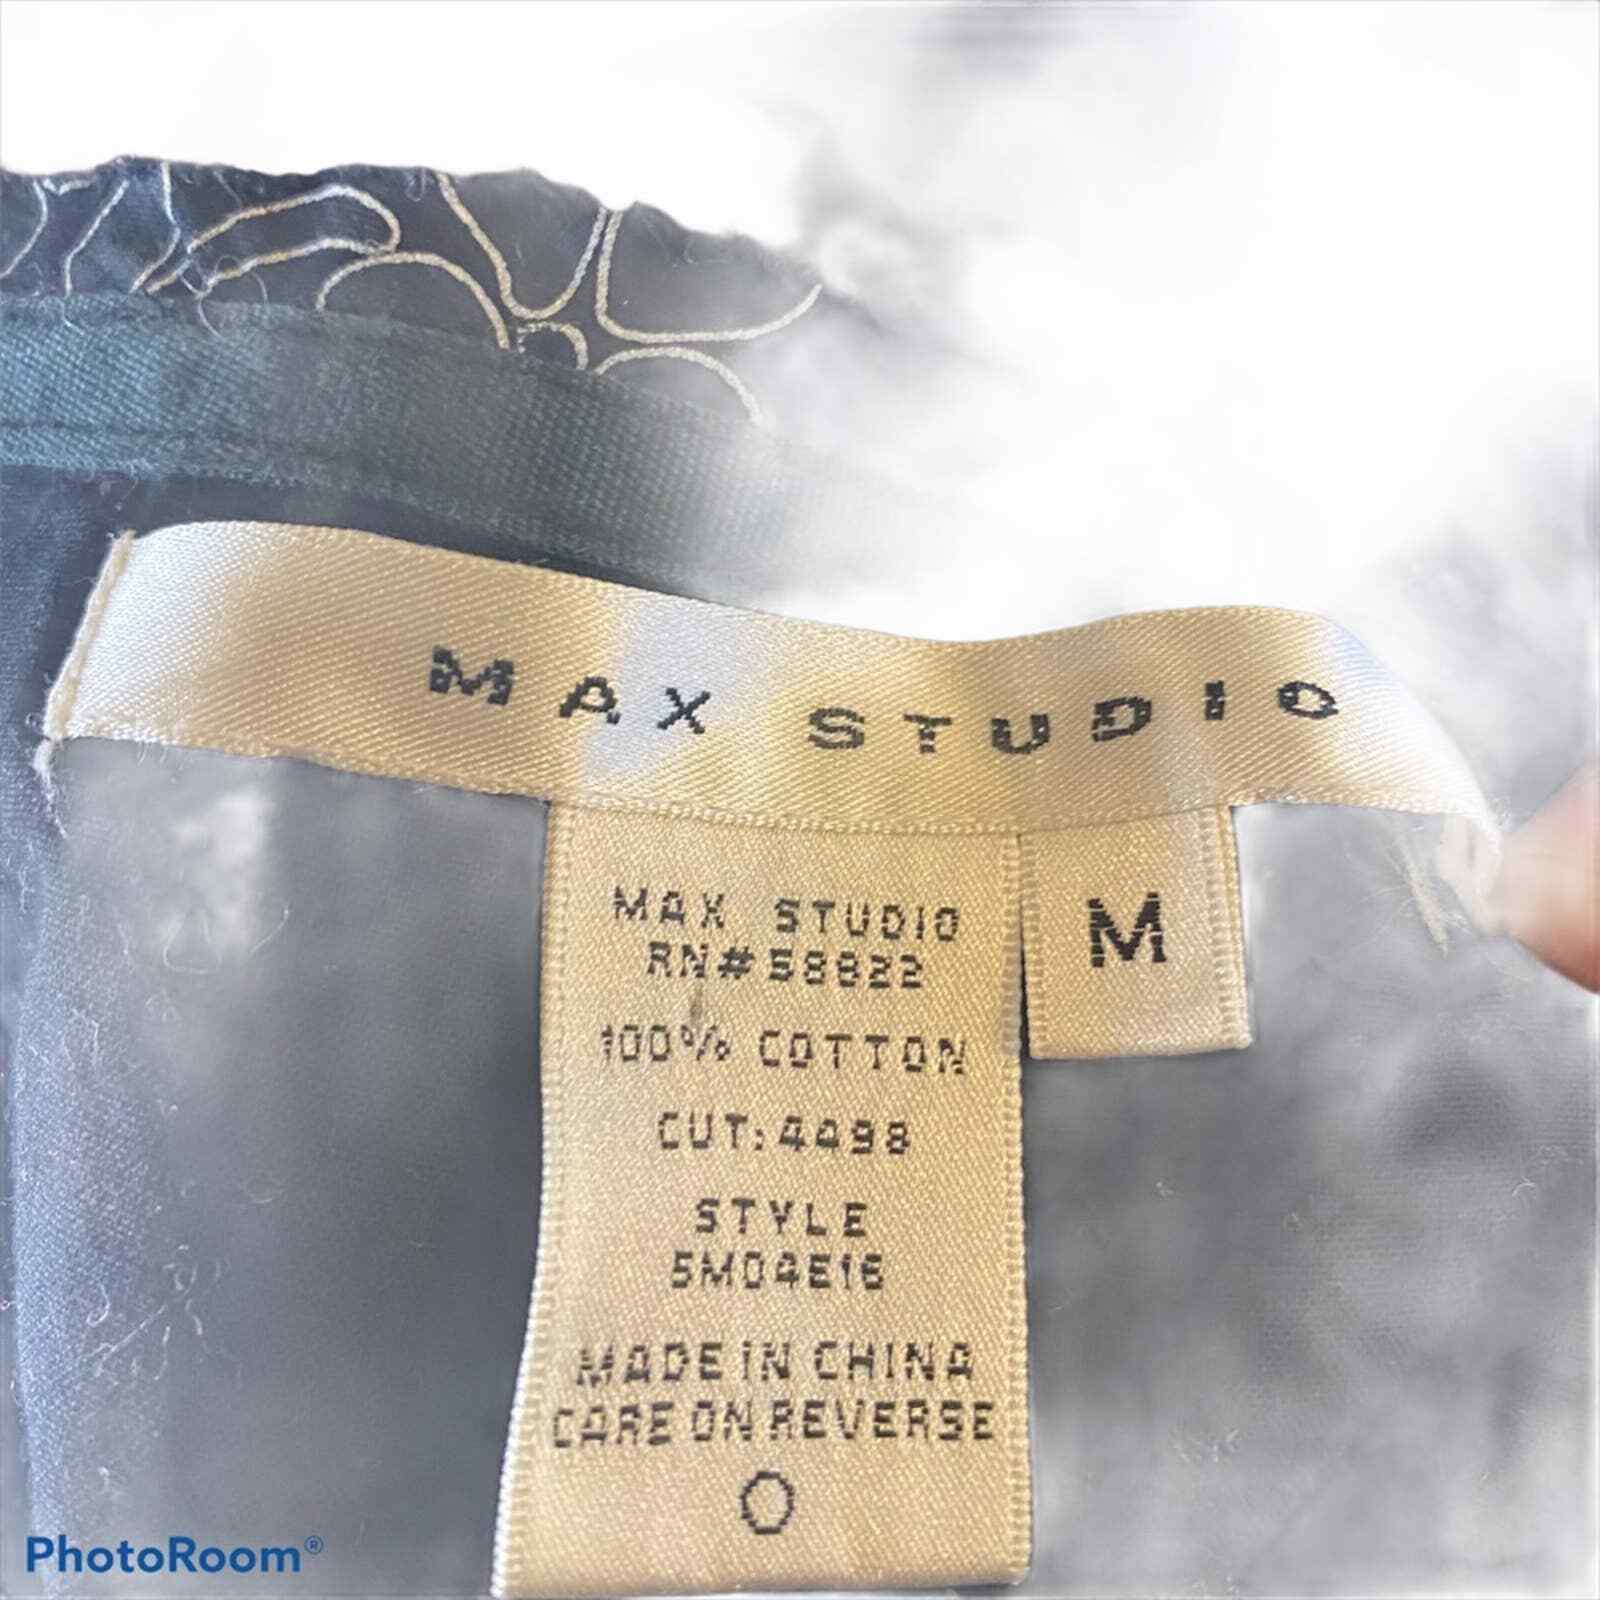 MAX STUDIO
MAX STUDIO
RN#58822
M
100% COTTON
CUT: 4498
STYLE
5M04E16
MADE IN CHINA
CARE ON REVERSE
O
PhotoRoom®